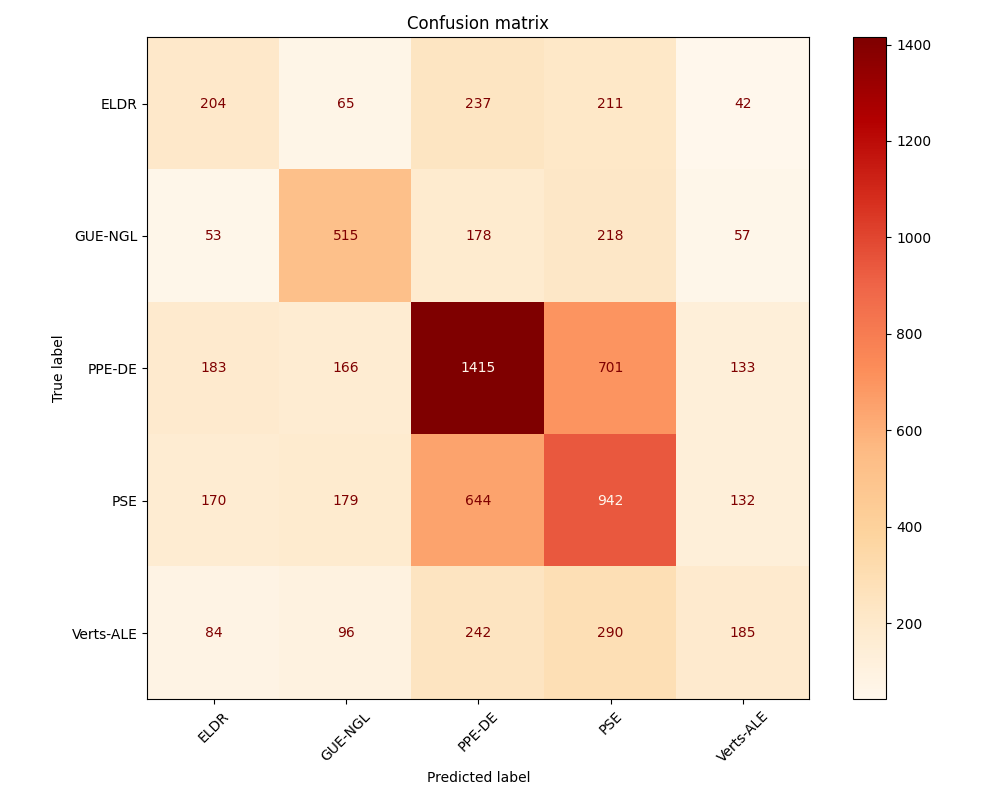 Confusion matrix
True label
ELDR 204 65 237 211 42
GUE-NGL 53 515 178 218 57
PPE-DE 183 166 1415 701 133
PSE 170 179 644 942 132
Verts-ALE 84 96 242 290 185
ELDR GUE-NGL PPE-DE PSE Verts-ALE
Predicted label
1400
1200
1000
800
600
400
200